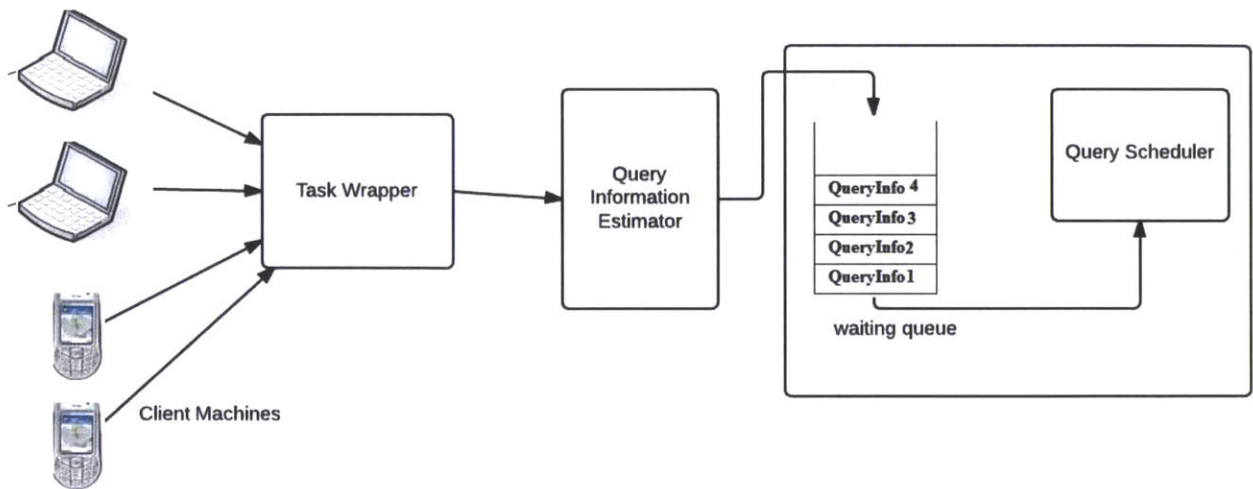 Task Wrapper
Query
Information
Estimator
QueryInfo 4
QueryInfo 3
QueryInfo2
QueryInfo1
waiting queue
Query Scheduler
Client Machines